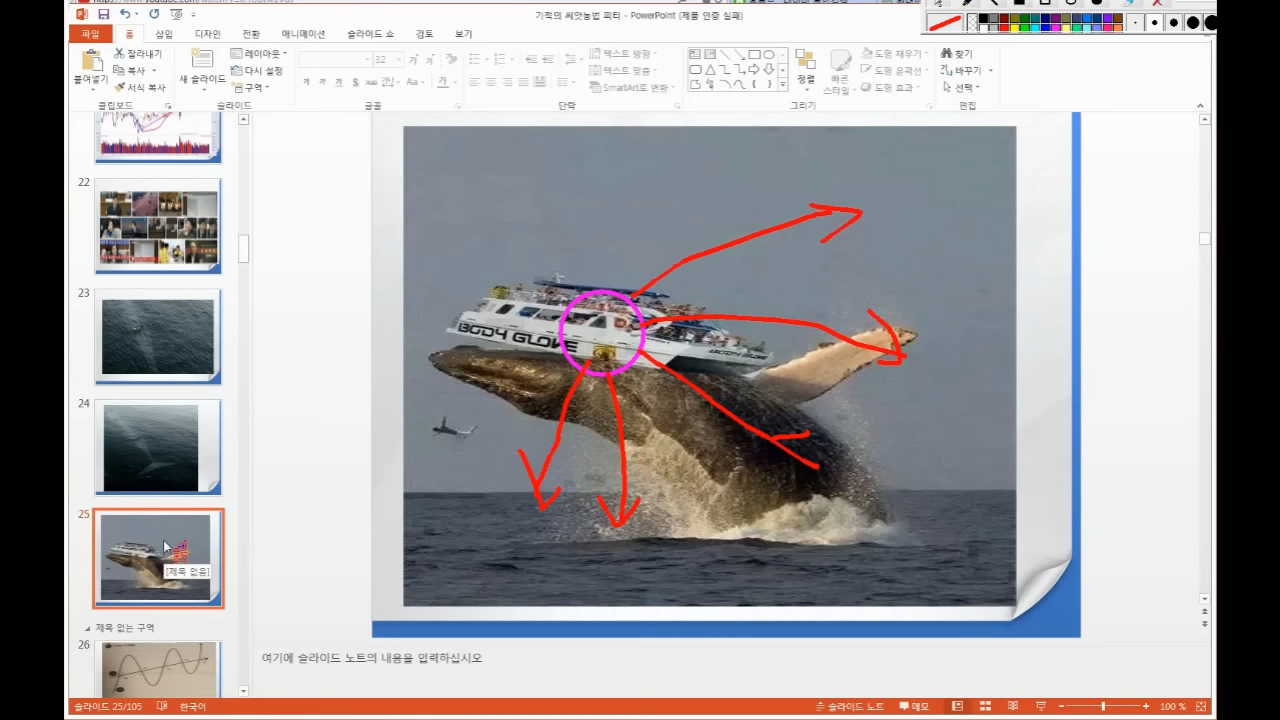 기적의 씨앗농법 피티 - PowerPoint (제품 인증 실패)
파일 홈 삽입 디자인 전환 애니메이션 슬라이드 쇼 검토 보기
잘라내기
복사
서식 복사
붙여넣기
클립보드
새 슬라이드
레이아웃
다시 설정
구역
슬라이드
32
가 가 가 가 Aa 가
글꼴
텍스트 방향
텍스트 맞춤
SmartArt로 변환
단락
정렬
빠른 스타일
도형 채우기
도형 윤곽선
도형 효과
그리기
찾기
바꾸기
선택
편집
22
23
24
25
[제목 없음]
제목 없는 구역
26
BODY GLOVE
BODY GLOVE
여기에 슬라이드 노트의 내용을 입력하십시오
슬라이드 25/105 한국어 슬라이드 노트 메모 100 %